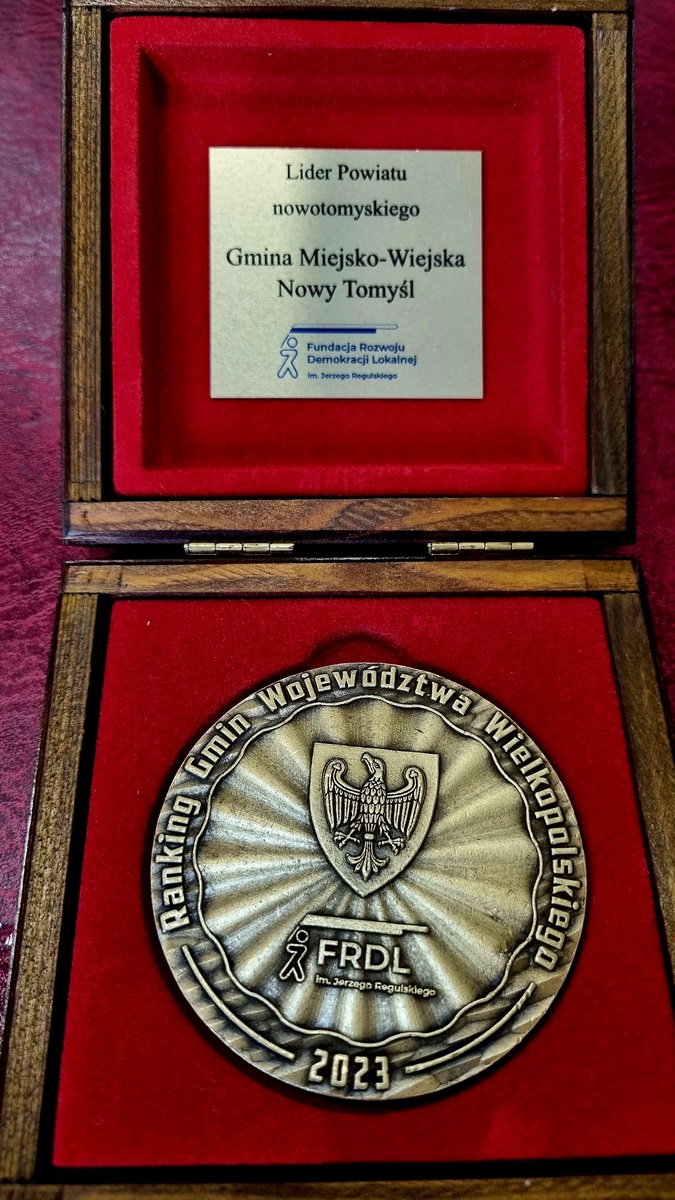 Lider Powiatu
nowotomyskiego
Gmina Miejsko-Wiejska
Nowy Tomyśl
Fundacja Rozwoju
Demokracji Lokalnej
im. Jerzego Regulskiego
Ranking Gmin Województwa Wielkopolskiego
FRDL
im. Jerzego Regulskiego
2023